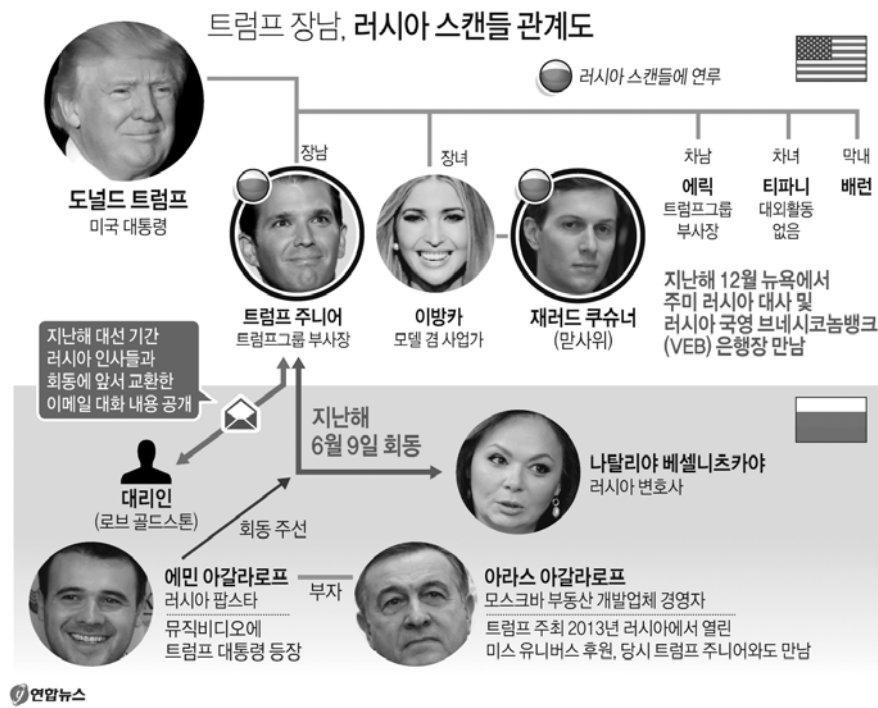 트럼프 장남, 러시아 스캔들 관계도
러시아 스캔들에 연루
도널드 트럼프
미국 대통령
장남
트럼프 주니어
트럼프그룹 부사장
장녀
이방카
모델 겸 사업가
재러드 쿠슈너
(맏사위)
차남
에릭
트럼프그룹
부사장
차녀
티파니
대외활동
없음
막내
배런
지난해 12월 뉴욕에서
주미 러시아 대사 및
러시아 국영 브네시코놈뱅크
(VEB) 은행장 만남
지난해 대선 기간
러시아 인사들과
회동에 앞서 교환한
이메일 대화 내용 공개
지난해
6월 9일 회동
대리인
(로브 골드스톤)
회동 주선
나탈리야 베셀니츠카야
러시아 변호사
에민 아갈라로프
러시아 팝스타
뮤직비디오에
트럼프 대통령 등장
부자
아라스 아갈라로프
모스크바 부동산 개발업체 경영자
트럼프 주최 2013년 러시아에서 열린
미스 유니버스 후원, 당시 트럼프 주니어와도 만남
연합뉴스